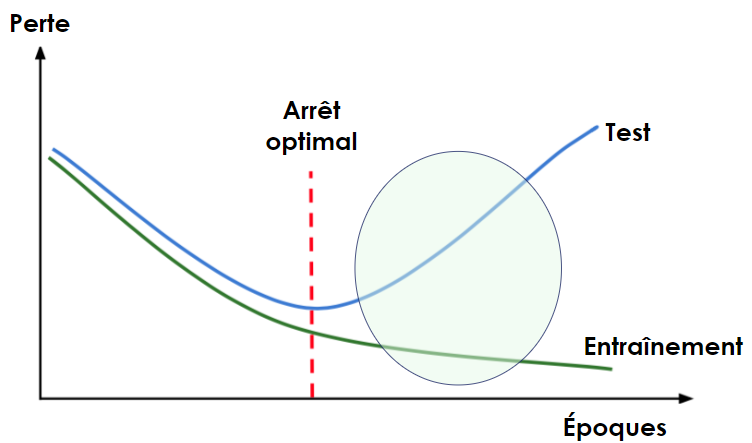 Perte
Arrêt
optimal
Test
Entraînement
Époques